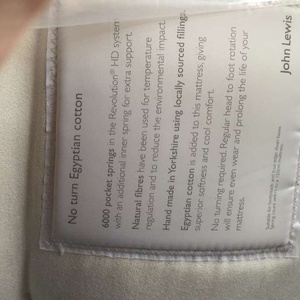 No turn Egyptian cotton
6000 pocket springs in the Revolution® HD system
with an additional inner spring for extra support.
Natural fibres have been used for temperature
regulation and to reduce the environmental impact.
Hand made in Yorkshire using locally sourced fillings.
Egyptian cotton is added to this mattress, giving
superior softness and cool comfort.
No turning required. Regular head to foot rotation
will ensure even wear and prolong the life of your
mattress.
John Lewis